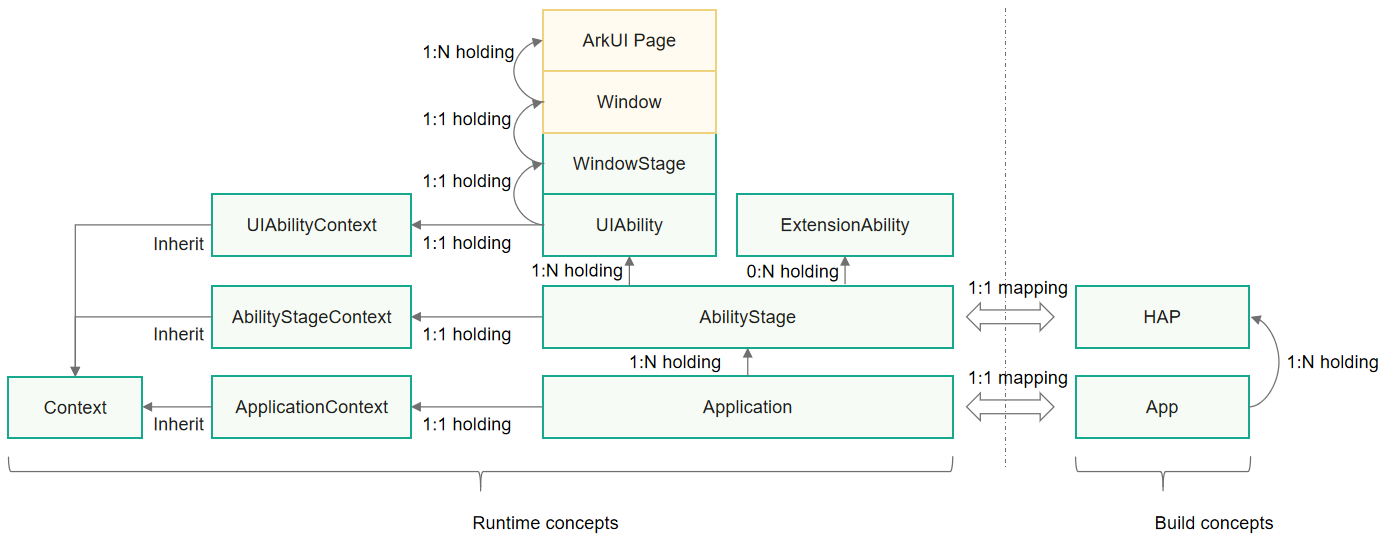 ArkUI Page
1:N holding
Window
1:1 holding
WindowStage
1:1 holding
UIAbilityContext
UIAbility
ExtensionAbility
Inherit
1:1 holding
1:N holding
0:N holding
1:1 mapping
AbilityStageContext
AbilityStage
HAP
Inherit
1:1 holding
1:N holding
1:N holding
1:1 mapping
Context
ApplicationContext
Application
App
Inherit
1:1 holding
Runtime concepts
Build concepts